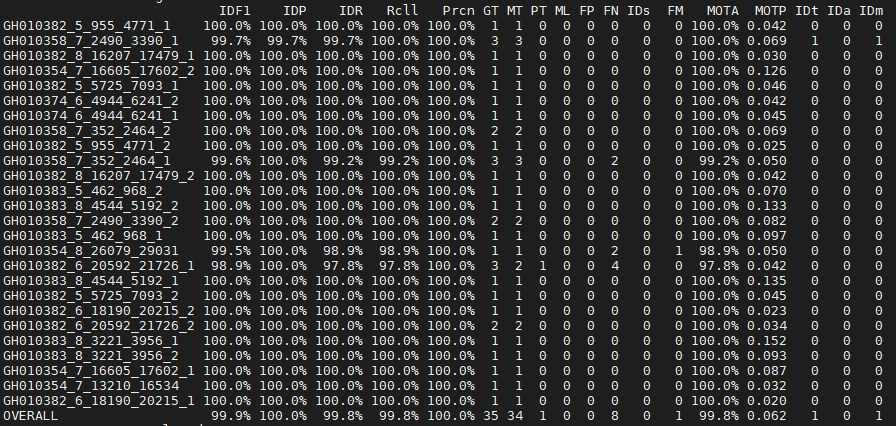 IDF1 IDP IDR Rcll Prcn GT MT PT ML FP FN IDs FM MOTA MOTP IDt IDa IDm
GH010382_5_955_4771_1 100.0% 100.0% 100.0% 100.0% 100.0% 1 1 0 0 0 0 0 0 100.0% 0.042 0 0 0
GH010358_7_2490_3390_1 99.7% 99.7% 99.7% 100.0% 100.0% 3 3 0 0 0 0 0 0 100.0% 0.069 1 0 1
GH010382_8_16207_17479_1 100.0% 100.0% 100.0% 100.0% 100.0% 1 1 0 0 0 0 0 0 100.0% 0.030 0 0 0
GH010354_7_16605_17602_2 100.0% 100.0% 100.0% 100.0% 100.0% 1 1 0 0 0 0 0 0 100.0% 0.126 0 0 0
GH010382_5_5725_7093_1 100.0% 100.0% 100.0% 100.0% 100.0% 1 1 0 0 0 0 0 0 100.0% 0.046 0 0 0
GH010374_6_4944_6241_2 100.0% 100.0% 100.0% 100.0% 100.0% 1 1 0 0 0 0 0 0 100.0% 0.042 0 0 0
GH010374_6_4944_6241_1 100.0% 100.0% 100.0% 100.0% 100.0% 1 1 0 0 0 0 0 0 100.0% 0.045 0 0 0
GH010358_7_352_2464_2 100.0% 100.0% 100.0% 100.0% 100.0% 2 2 0 0 0 0 0 0 100.0% 0.069 0 0 0
GH010382_5_955_4771_2 100.0% 100.0% 100.0% 100.0% 100.0% 1 1 0 0 0 0 0 0 100.0% 0.025 0 0 0
GH010358_7_352_2464_1 99.6% 100.0% 99.2% 99.2% 100.0% 3 3 0 0 0 2 0 0 99.2% 0.050 0 0 0
GH010382_8_16207_17479_2 100.0% 100.0% 100.0% 100.0% 100.0% 1 1 0 0 0 0 0 0 100.0% 0.042 0 0 0
GH010383_5_462_968_2 100.0% 100.0% 100.0% 100.0% 100.0% 1 1 0 0 0 0 0 0 100.0% 0.070 0 0 0
GH010383_8_4544_5192_2 100.0% 100.0% 100.0% 100.0% 100.0% 1 1 0 0 0 0 0 0 100.0% 0.133 0 0 0
GH010358_7_2490_3390_2 100.0% 100.0% 100.0% 100.0% 100.0% 2 2 0 0 0 0 0 0 100.0% 0.082 0 0 0
GH010383_5_462_968_1 100.0% 100.0% 100.0% 100.0% 100.0% 1 1 0 0 0 0 0 0 100.0% 0.097 0 0 0
GH010354_8_26079_29031 99.5% 100.0% 98.9% 98.9% 100.0% 1 1 0 0 0 2 0 1 98.9% 0.050 0 0 0
GH010382_6_20592_21726_1 98.9% 100.0% 97.8% 97.8% 100.0% 3 2 1 0 0 4 0 0 97.8% 0.042 0 0 0
GH010383_8_4544_5192_1 100.0% 100.0% 100.0% 100.0% 100.0% 1 1 0 0 0 0 0 0 100.0% 0.135 0 0 0
GH010382_5_5725_7093_2 100.0% 100.0% 100.0% 100.0% 100.0% 1 1 0 0 0 0 0 0 100.0% 0.045 0 0 0
GH010382_6_18190_20215_2 100.0% 100.0% 100.0% 100.0% 100.0% 1 1 0 0 0 0 0 0 100.0% 0.023 0 0 0
GH010382_6_20592_21726_2 100.0% 100.0% 100.0% 100.0% 100.0% 2 2 0 0 0 0 0 0 100.0% 0.034 0 0 0
GH010383_8_3221_3956_1 100.0% 100.0% 100.0% 100.0% 100.0% 1 1 0 0 0 0 0 0 100.0% 0.152 0 0 0
GH010383_8_3221_3956_2 100.0% 100.0% 100.0% 100.0% 100.0% 1 1 0 0 0 0 0 0 100.0% 0.093 0 0 0
GH010354_7_16605_17602_1 100.0% 100.0% 100.0% 100.0% 100.0% 1 1 0 0 0 0 0 0 100.0% 0.087 0 0 0
GH010354_7_13210_16534 100.0% 100.0% 100.0% 100.0% 100.0% 1 1 0 0 0 0 0 0 100.0% 0.032 0 0 0
GH010382_6_18190_20215_1 100.0% 100.0% 100.0% 100.0% 100.0% 1 1 0 0 0 0 0 0 100.0% 0.020 0 0 0
OVERALL 99.9% 100.0% 99.8% 99.8% 100.0% 35 34 1 0 0 8 0 1 99.8% 0.062 1 0 1